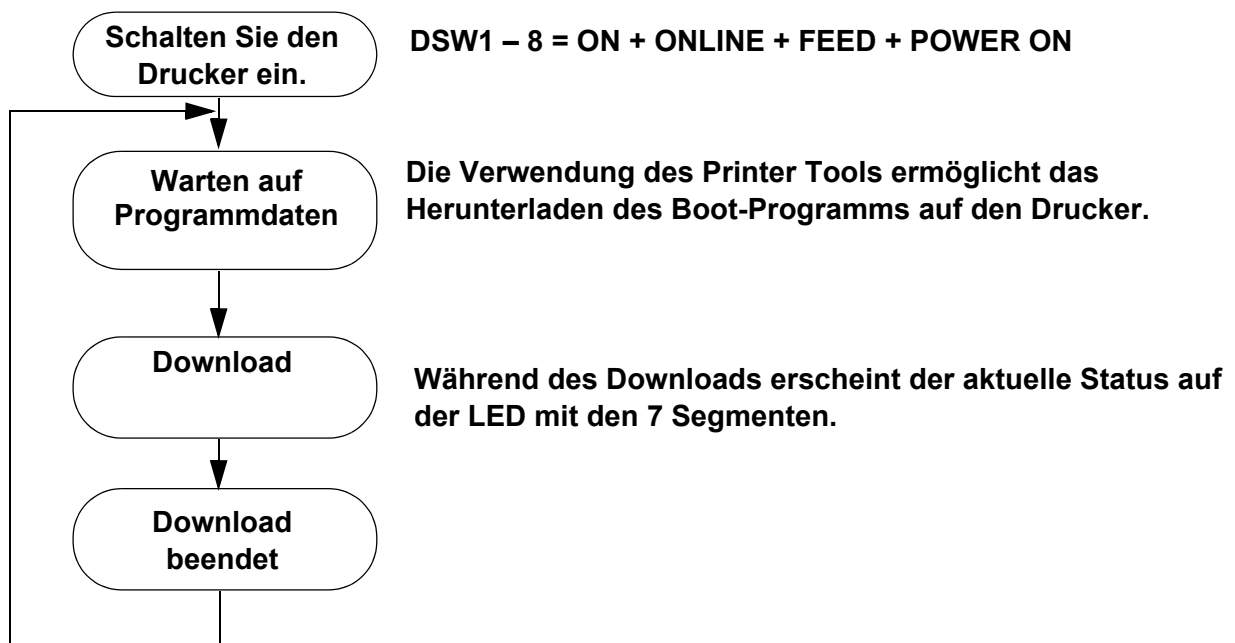 Schalten Sie den
Drucker ein.
DSW1 – 8 = ON + ONLINE + FEED + POWER ON
Warten auf
Programmdaten
Die Verwendung des Printer Tools ermöglicht das
Herunterladen des Boot-Programms auf den Drucker.
Download
Während des Downloads erscheint der aktuelle Status auf
der LED mit den 7 Segmenten.
Download
beendet